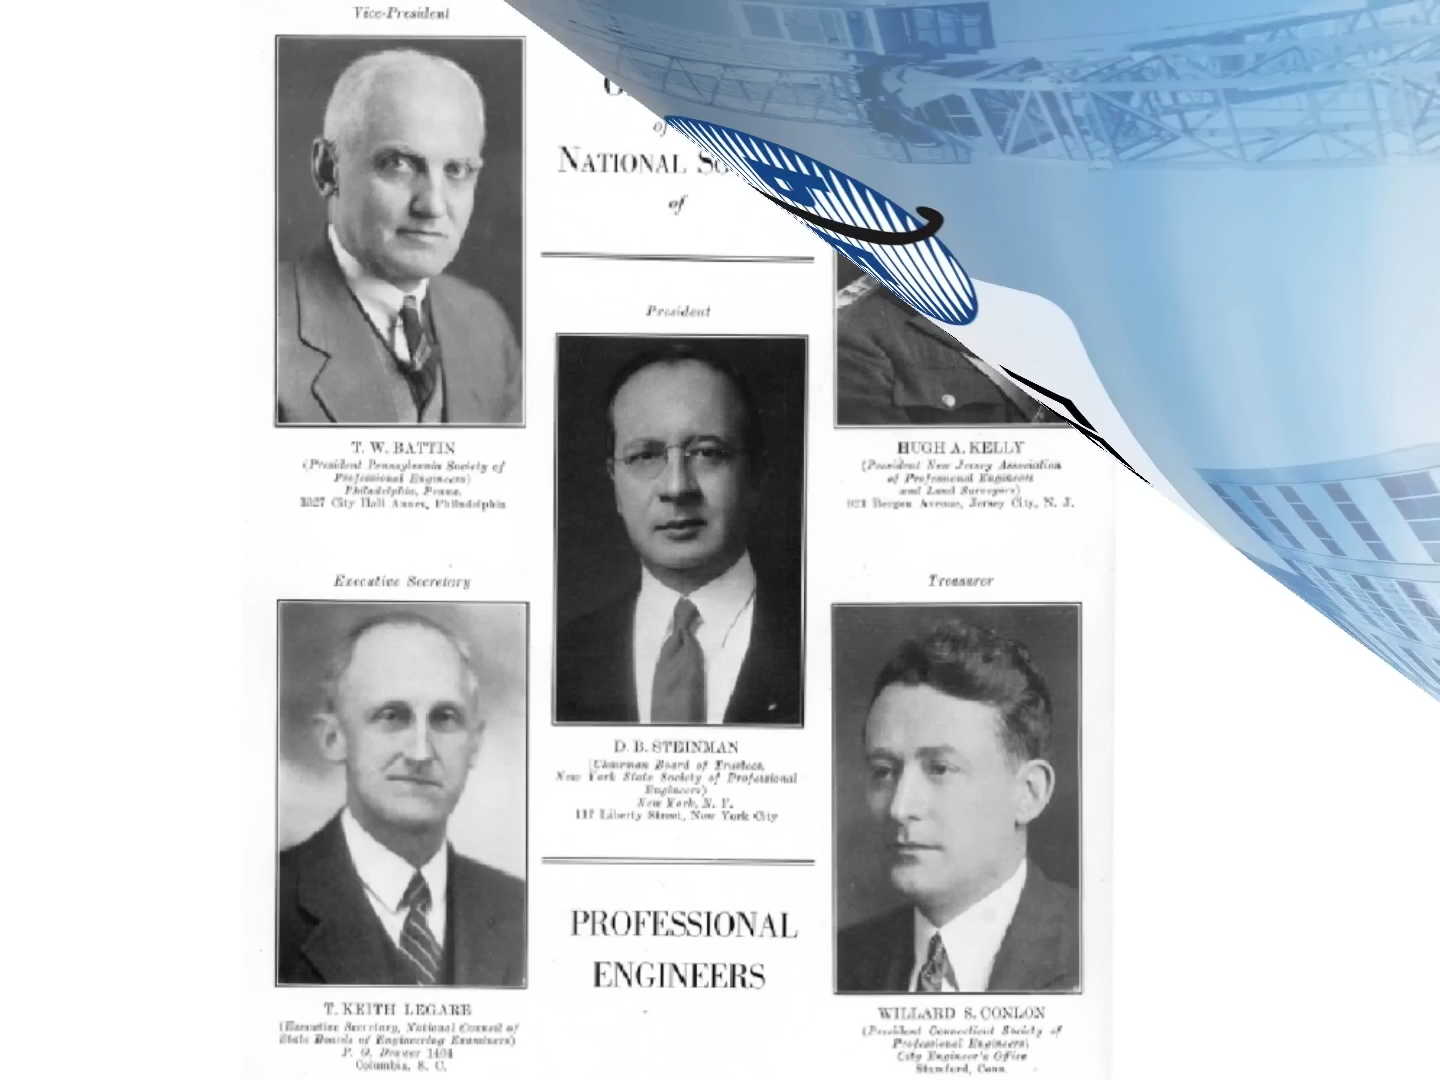 Vice-President
of
NATIONAL
of
President
T. W. BATTIN
(President Pennsylvania Society of
Professional Engineers)
Philadelphia, Penna.
1327 City Hall Annex, Philadelphia
HUGH A. KELLY
(President New Jersey Association
of Professional Engineers
and Land Surveyors)
921 Bergen Avenue, Jersey City, N. J.
Executive Secretary
Treasurer
D. B. STEINMAN
(Chairman Board of Trustees,
New York State Society of Professional
Engineers)
New York, N. Y.
117 Liberty Street, New York City
PROFESSIONAL
ENGINEERS
T. KEITH LEGARE
(Executive Secretary, National Council of
State Boards of Engineering Examiners)
P. O. Drawer 1404
Columbia, S. C.
WILLARD S. CONLON
(President Connecticut Society of
Professional Engineers)
City Engineer's Office
Stamford, Conn.